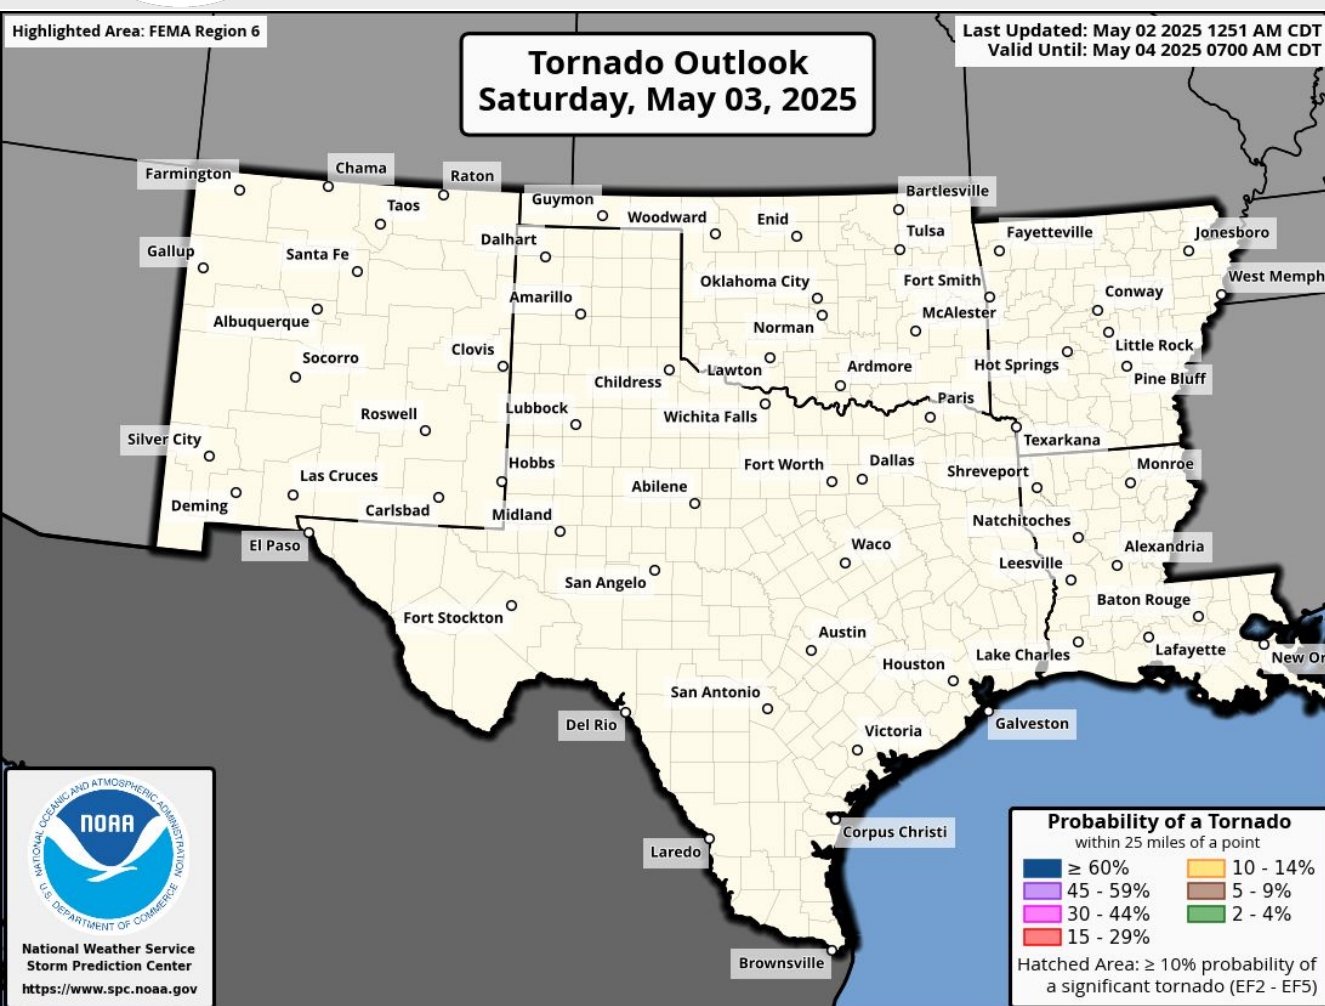 Highlighted Area: FEMA Region 6
Last Updated: May 02 2025 1251 AM CDT
Valid Until: May 04 2025 0700 AM CDT
Tornado Outlook
Saturday, May 03, 2025
Farmington
Chama
Raton
Taos
Guymon
Woodward
Enid
Bartlesville
Tulsa
Fayetteville
Jonesboro
Gallup
Santa Fe
Dalhart
Oklahoma City
Fort Smith
West Memph
Amarillo
Conway
Albuquerque
Norman
McAlester
Little Rock
Socorro
Clovis
Childress
Lawton
Ardmore
Hot Springs
Pine Bluff
Roswell
Lubbock
Wichita Falls
Paris
Texarkana
Silver City
Las Cruces
Hobbs
Fort Worth
Dallas
Shreveport
Monroe
Deming
Carlsbad
Midland
Abilene
Natchitoches
El Paso
Waco
Leesville
Alexandria
San Angelo
Baton Rouge
Fort Stockton
Austin
Lake Charles
Lafayette
New Or
Houston
San Antonio
Del Rio
Victoria
Galveston
Corpus Christi
Laredo
Brownsville
NATIONAL OCEANIC AND ATMOSPHERIC ADMINISTRATION
NOAA
U.S. DEPARTMENT OF COMMERCE
National Weather Service
Storm Prediction Center
https://www.spc.noaa.gov
Probability of a Tornado
within 25 miles of a point
≥ 60%
10 - 14%
45 - 59%
5 - 9%
30 - 44%
2 - 4%
15 - 29%
Hatched Area: ≥ 10% probability of
a significant tornado (EF2 - EF5)